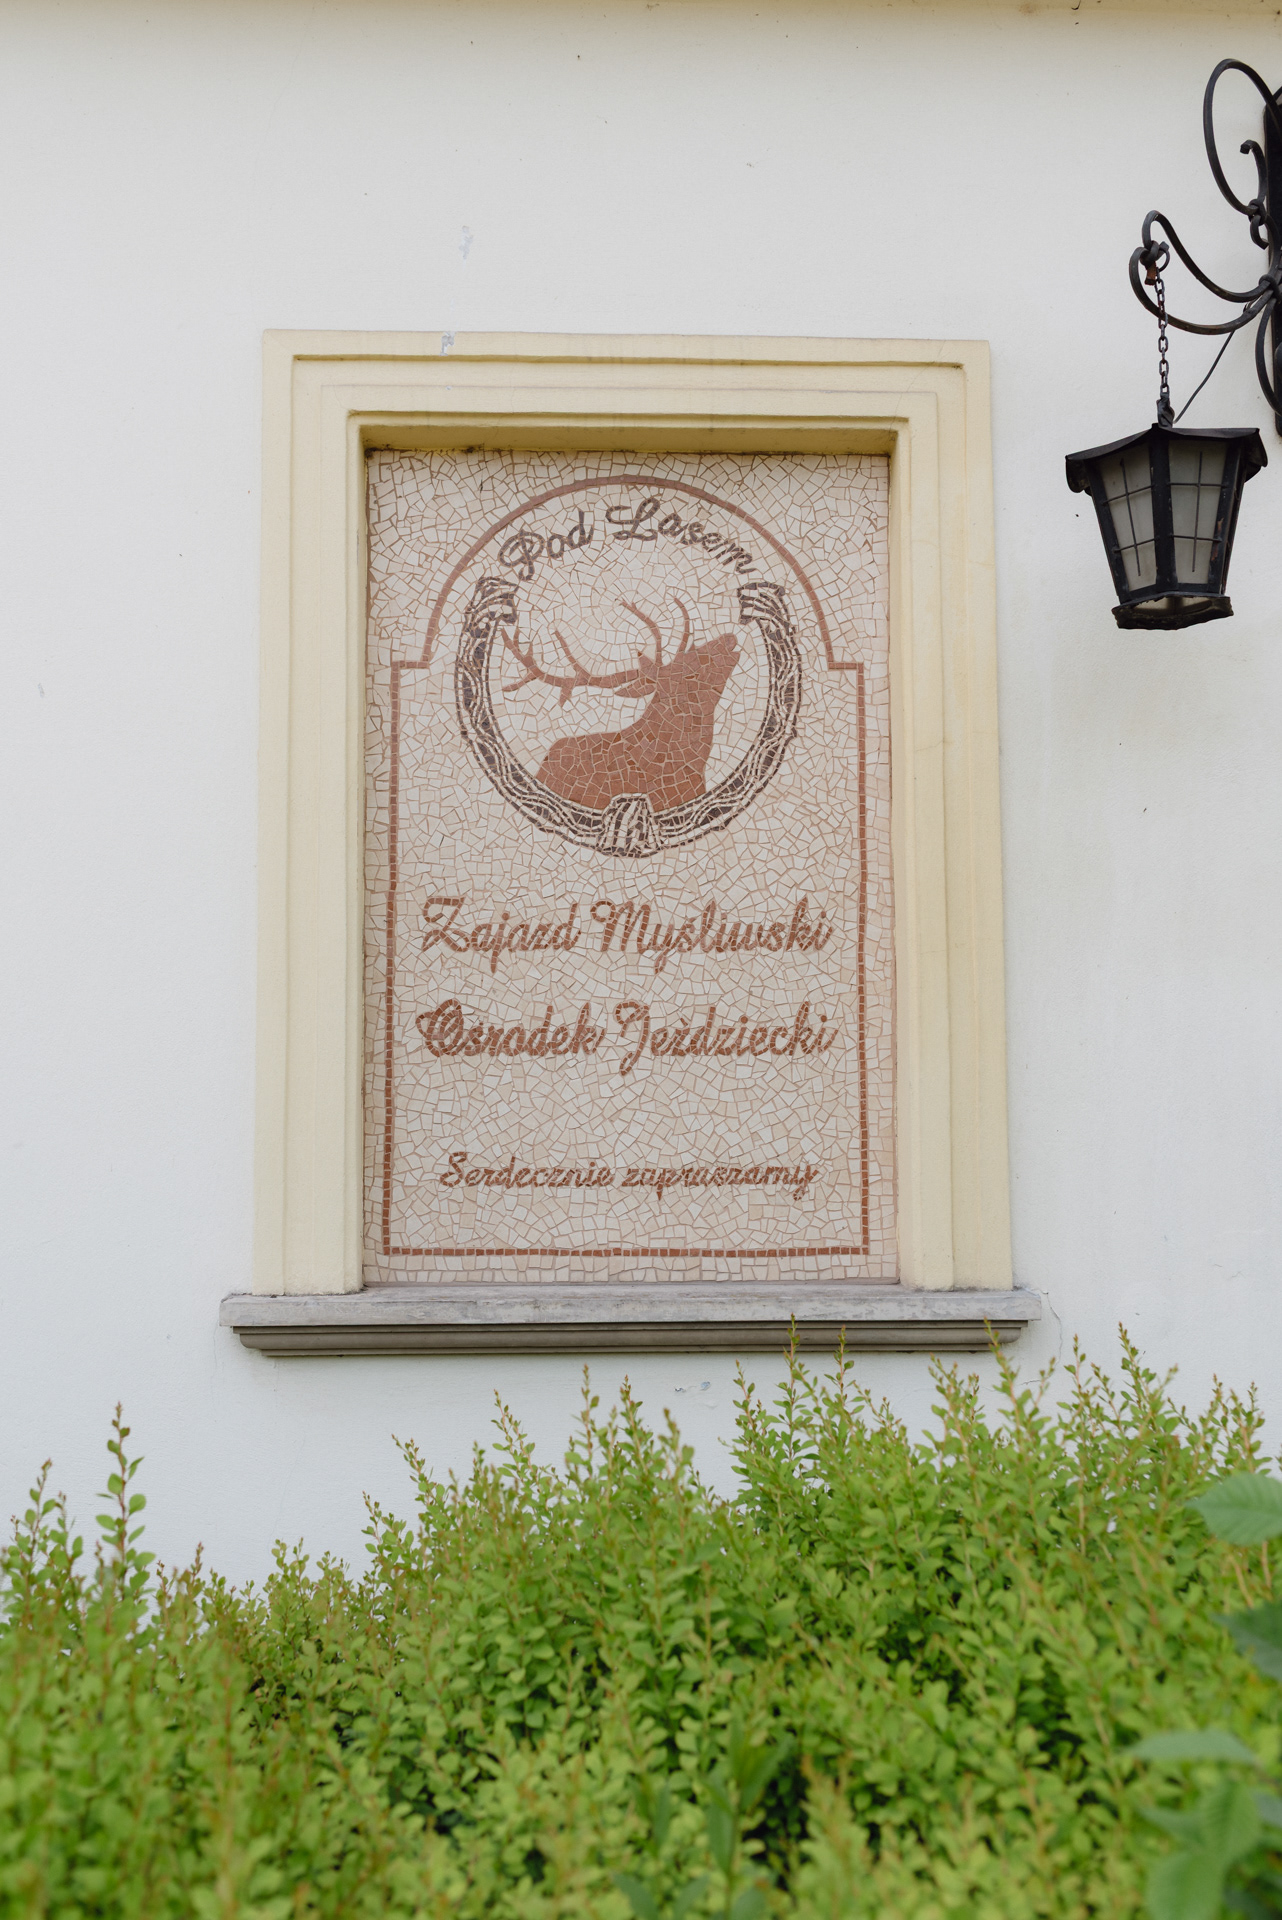 Pod Lasem
Zajazd Myśliwski
Ośrodek Jeździecki
Serdecznie zapraszamy